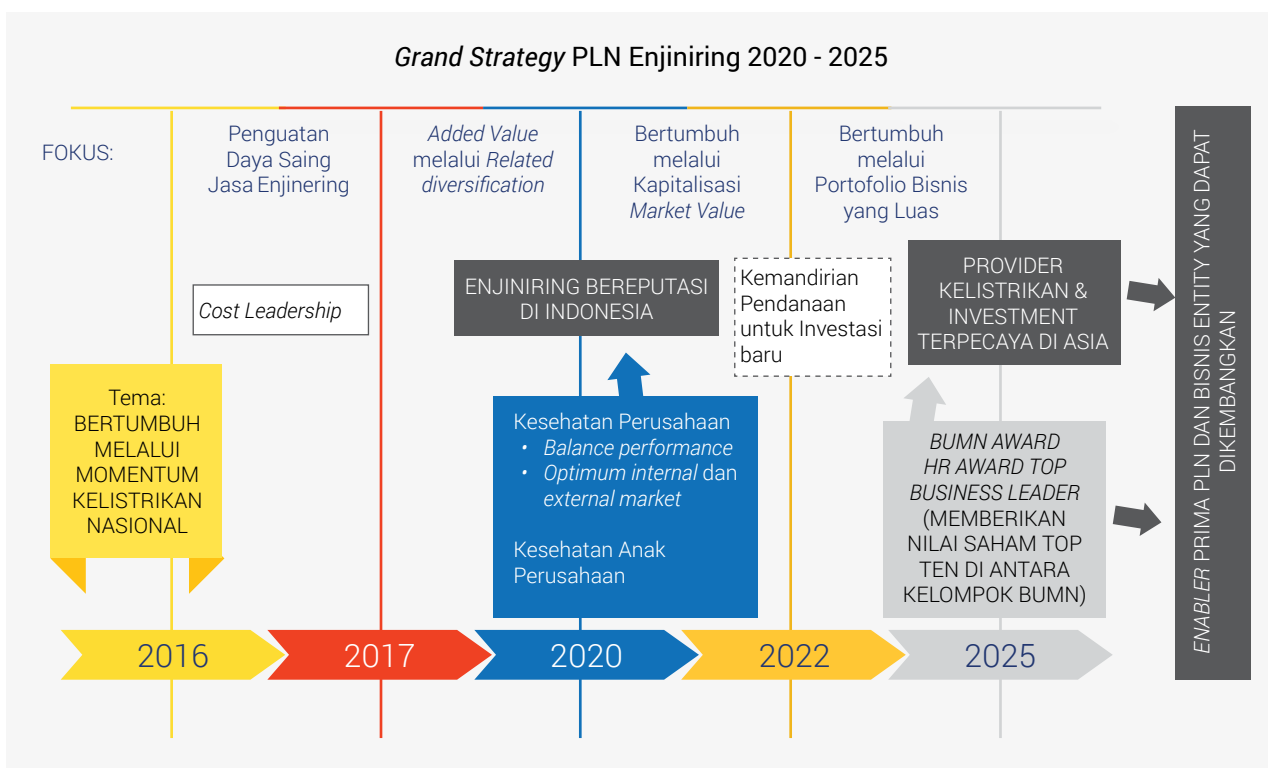 Grand Strategy PLN Enjiniring 2020 - 2025
FOKUS:
Penguatan
Daya Saing
Jasa Enjinering
Added Value
melalui Related
diversification
Bertumbuh
melalui
Kapitalisasi
Market Value
Bertumbuh
melalui
Portofolio Bisnis
yang Luas
Cost Leadership
ENJINIRING BEREPUTASI
DI INDONESIA
Kemandirian
Pendanaan
untuk Investasi
baru
PROVIDER
KELISTRIKAN &
INVESTMENT
TERPECAYA DI ASIA
Tema:
BERTUMBUH
MELALUI
MOMENTUM
KELISTRIKAN
NASIONAL
Kesehatan Perusahaan
• Balance performance
• Optimum internal dan
external market
Kesehatan Anak
Perusahaan
BUMN AWARD
HR AWARD TOP
BUSINESS LEADER
(MEMBERIKAN
NILAI SAHAM TOP
TEN DI ANTARA
KELOMPOK BUMN)
2016
2017
2020
2022
2025
ENABLER PRIMA PLN DAN BISNIS ENTITY YANG DAPAT
DIKEMBANGKAN